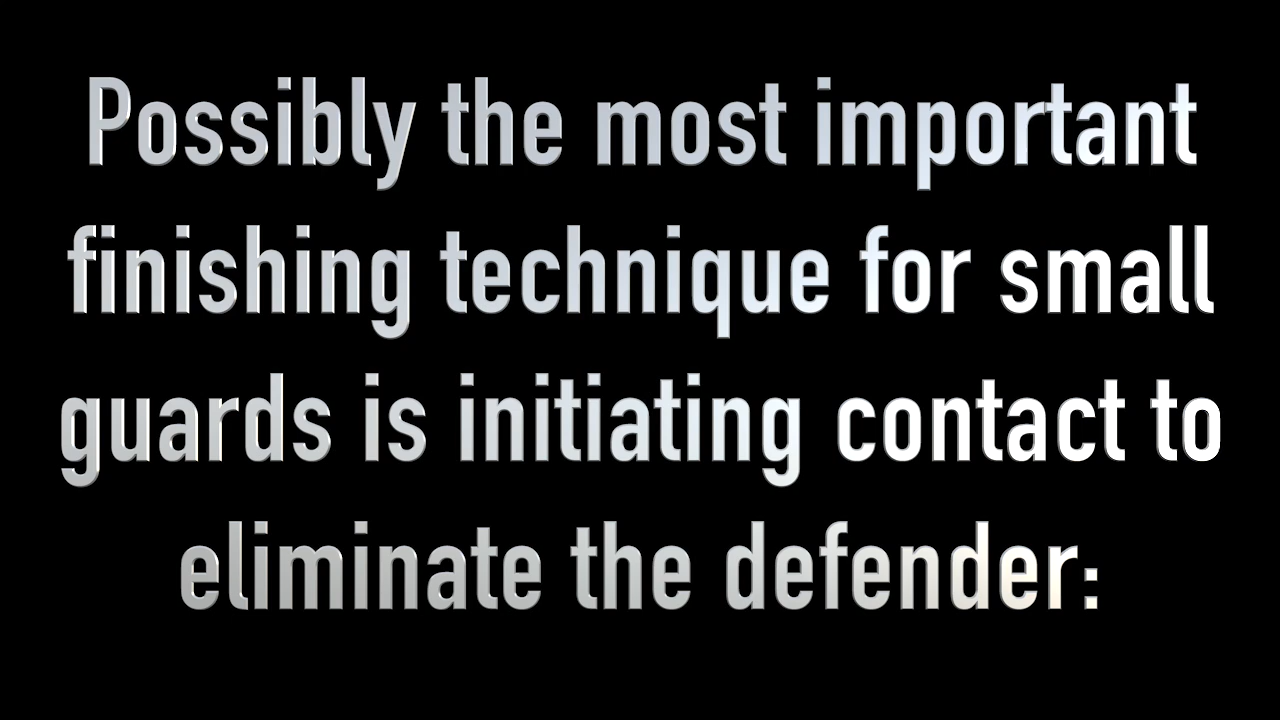 Possibly the most important
finishing technique for small
guards is initiating contact to
eliminate the defender: